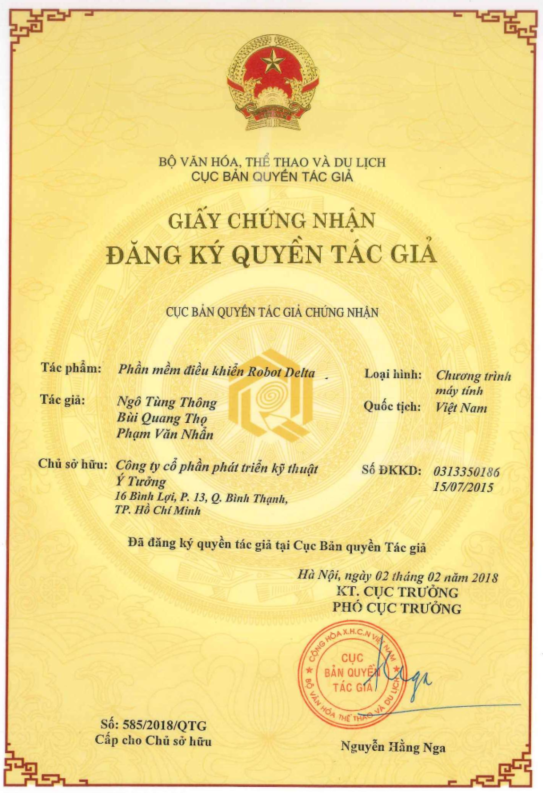 BỘ VĂN HÓA, THỂ THAO VÀ DU LỊCH
CỤC BẢN QUYỀN TÁC GIẢ
GIẤY CHỨNG NHẬN
ĐĂNG KÝ QUYỀN TÁC GIẢ
CỤC BẢN QUYỀN TÁC GIẢ CHỨNG NHẬN
Tác phẩm: Phần mềm điều khiển Robot Delta
Loại hình: Chương trình
máy tính
Tác giả: Ngô Tùng Thông
Bùi Quang Thọ
Phạm Văn Nhẫn
Quốc tịch: Việt Nam
Chủ sở hữu: Công ty cổ phần phát triển kỹ thuật
Ý Tưởng
16 Bình Lợi, P. 13, Q. Bình Thạnh,
TP. Hồ Chí Minh
Số ĐKKD: 0313350186
15/07/2015
Đã đăng ký quyền tác giả tại Cục Bản quyền Tác giả
Hà Nội, ngày 02 tháng 02 năm 2018
KT. CỤC TRƯỞNG
PHÓ CỤC TRƯỞNG
CỘNG HÒA X.H.C.N VIỆT NAM
CỤC
BẢN QUYỀN
TÁC GIẢ
BỘ VĂN HÓA THỂ THAO VÀ DU LỊCH
Nga
Số: 585/2018/QTG
Cấp cho Chủ sở hữu
Nguyễn Hằng Nga